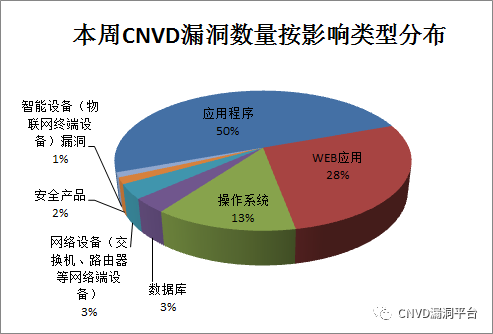 本周CNVD漏洞数量按影响类型分布
应用程序
50%
WEB应用
28%
操作系统
13%
数据库
3%
网络设备（交
换机、路由器
等网络端设
备）
3%
安全产品
2%
智能设备（物
联网终端设
备）漏洞
1%
CNVD漏洞平台